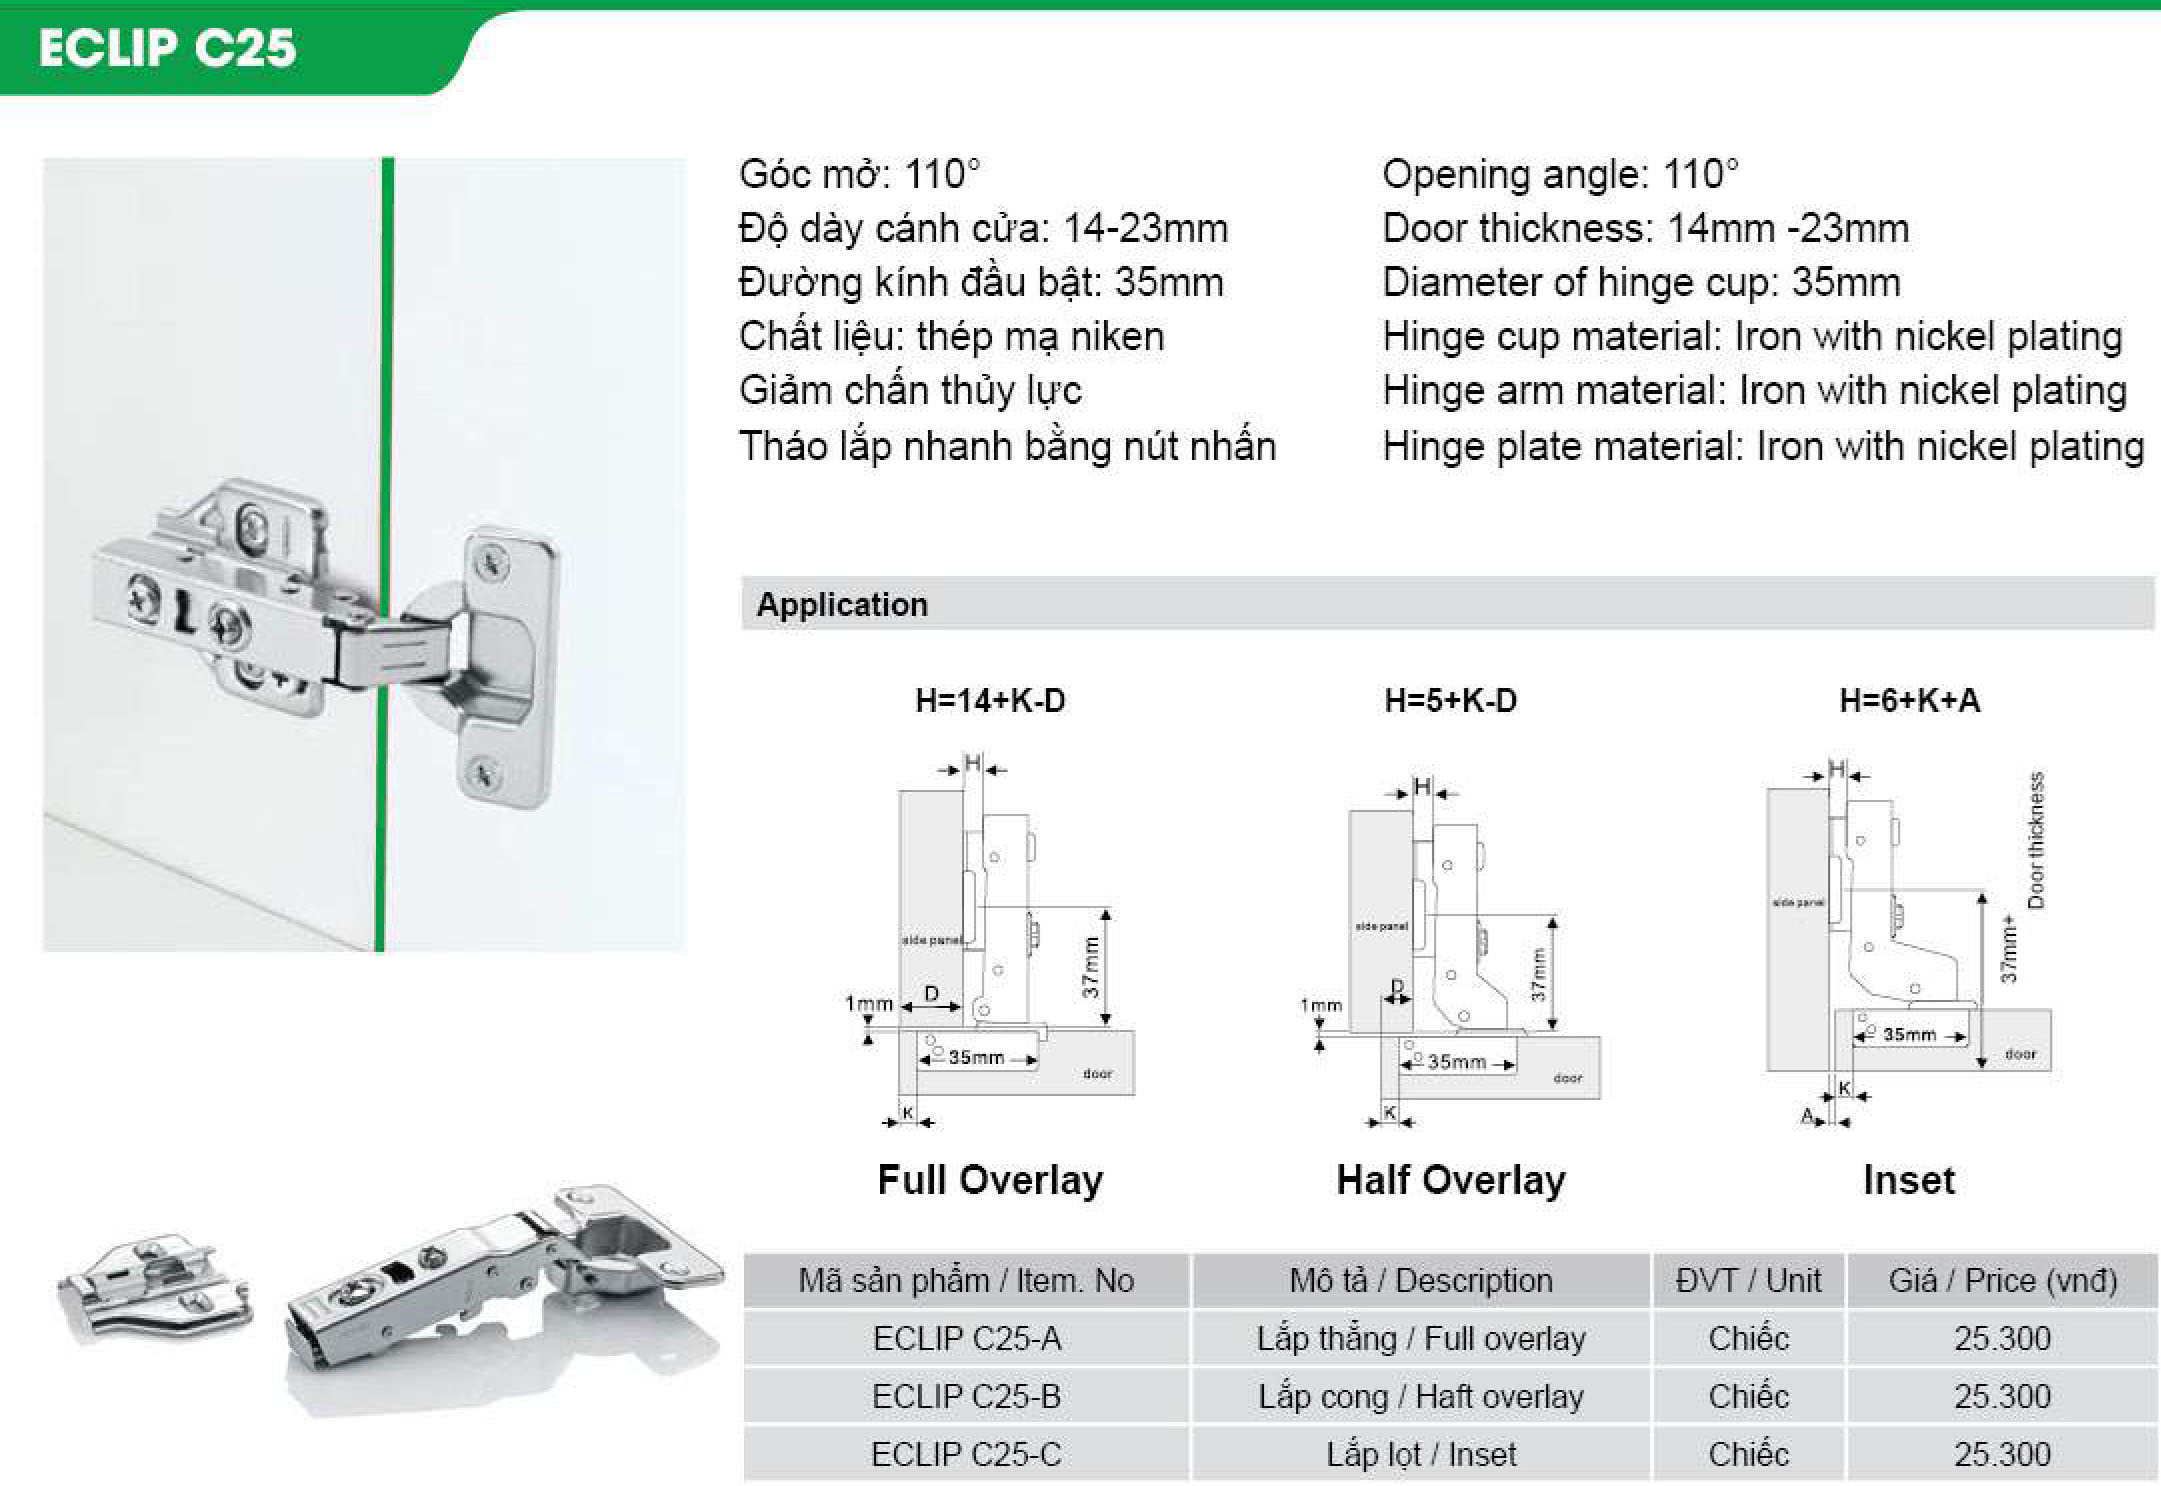 ECLIP C25
Góc mở: 110°
Độ dày cánh cửa: 14-23mm
Đường kính đầu bật: 35mm
Chất liệu: thép mạ niken
Giảm chấn thủy lực
Tháo lắp nhanh bằng nút nhấn
Opening angle: 110°
Door thickness: 14mm -23mm
Diameter of hinge cup: 35mm
Hinge cup material: Iron with nickel plating
Hinge arm material: Iron with nickel plating
Hinge plate material: Iron with nickel plating
Application
H=14+K-D
H
side panel
37mm
1mm
D
35mm
door
K
Full Overlay
H=5+K-D
H
side panel
37mm
1mm
D
35mm
door
K
Half Overlay
H=6+K+A
H
side panel
Door thickness
37mm+
35mm
door
K
A
Inset
Mã sản phẩm / Item. No Mô tả / Description ĐVT / Unit Giá / Price (vnđ)
ECLIP C25-A Lắp thẳng / Full overlay Chiếc 25.300
ECLIP C25-B Lắp cong / Haft overlay Chiếc 25.300
ECLIP C25-C Lắp lọt / Inset Chiếc 25.300